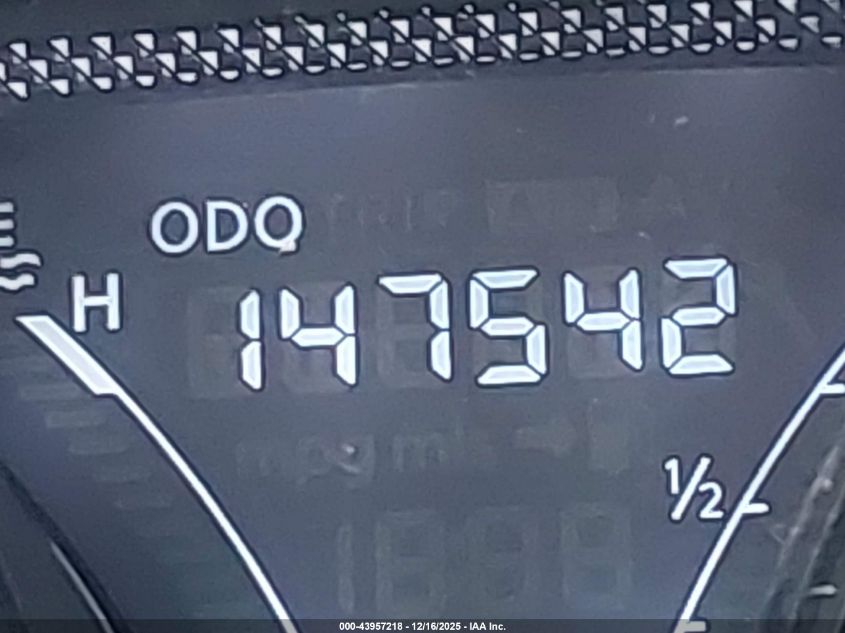 ODO
H
147542
1/2
000-43957218 - 12/16/2025 - IAA Inc.